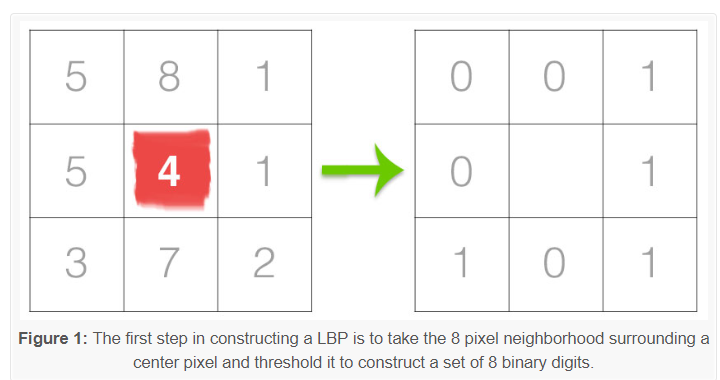 5 8 1
5 4 1
3 7 2
0 0 1
0 1
1 0 1
Figure 1: The first step in constructing a LBP is to take the 8 pixel neighborhood surrounding a
center pixel and threshold it to construct a set of 8 binary digits.